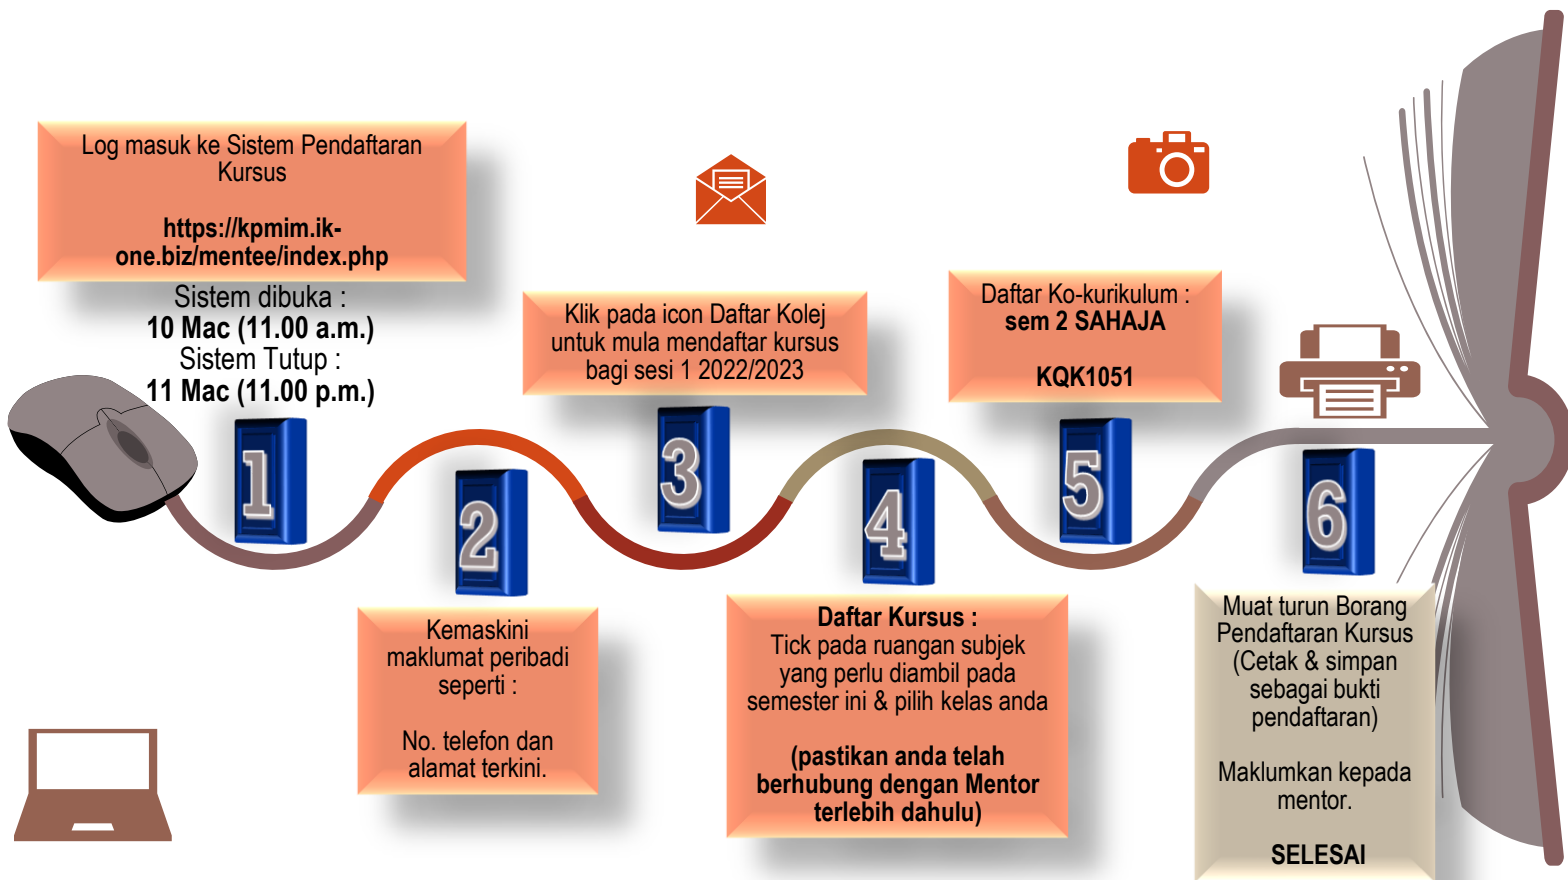 Log masuk ke Sistem Pendaftaran
Kursus
https://kpmim.ik-
one.biz/mentee/index.php
Sistem dibuka :
10 Mac (11.00 a.m.)
Sistem Tutup :
11 Mac (11.00 p.m.)
1
2
Kemaskini
maklumat peribadi
seperti :
No. telefon dan
alamat terkini.
Klik pada icon Daftar Kolej
untuk mula mendaftar kursus
bagi sesi 1 2022/2023
3
4
Daftar Kursus :
Tick pada ruangan subjek
yang perlu diambil pada
semester ini & pilih kelas anda
(pastikan anda telah
berhubung dengan Mentor
terlebih dahulu)
Daftar Ko-kurikulum :
sem 2 SAHAJA
KQK1051
5
6
Muat turun Borang
Pendaftaran Kursus
(Cetak & simpan
sebagai bukti
pendaftaran)
Maklumkan kepada
mentor.
SELESAI